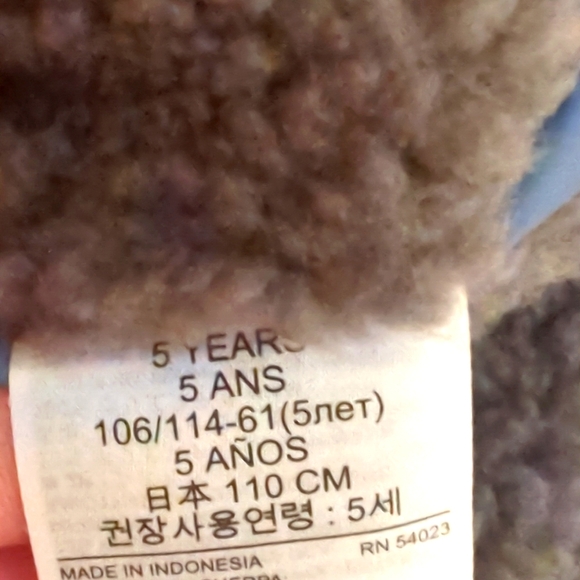 5 YEARS
5 ANS
106/114-61(5лет)
5 AÑOS
日本 110 CM
권장사용연령 : 5세
MADE IN INDONESIA RN 54023